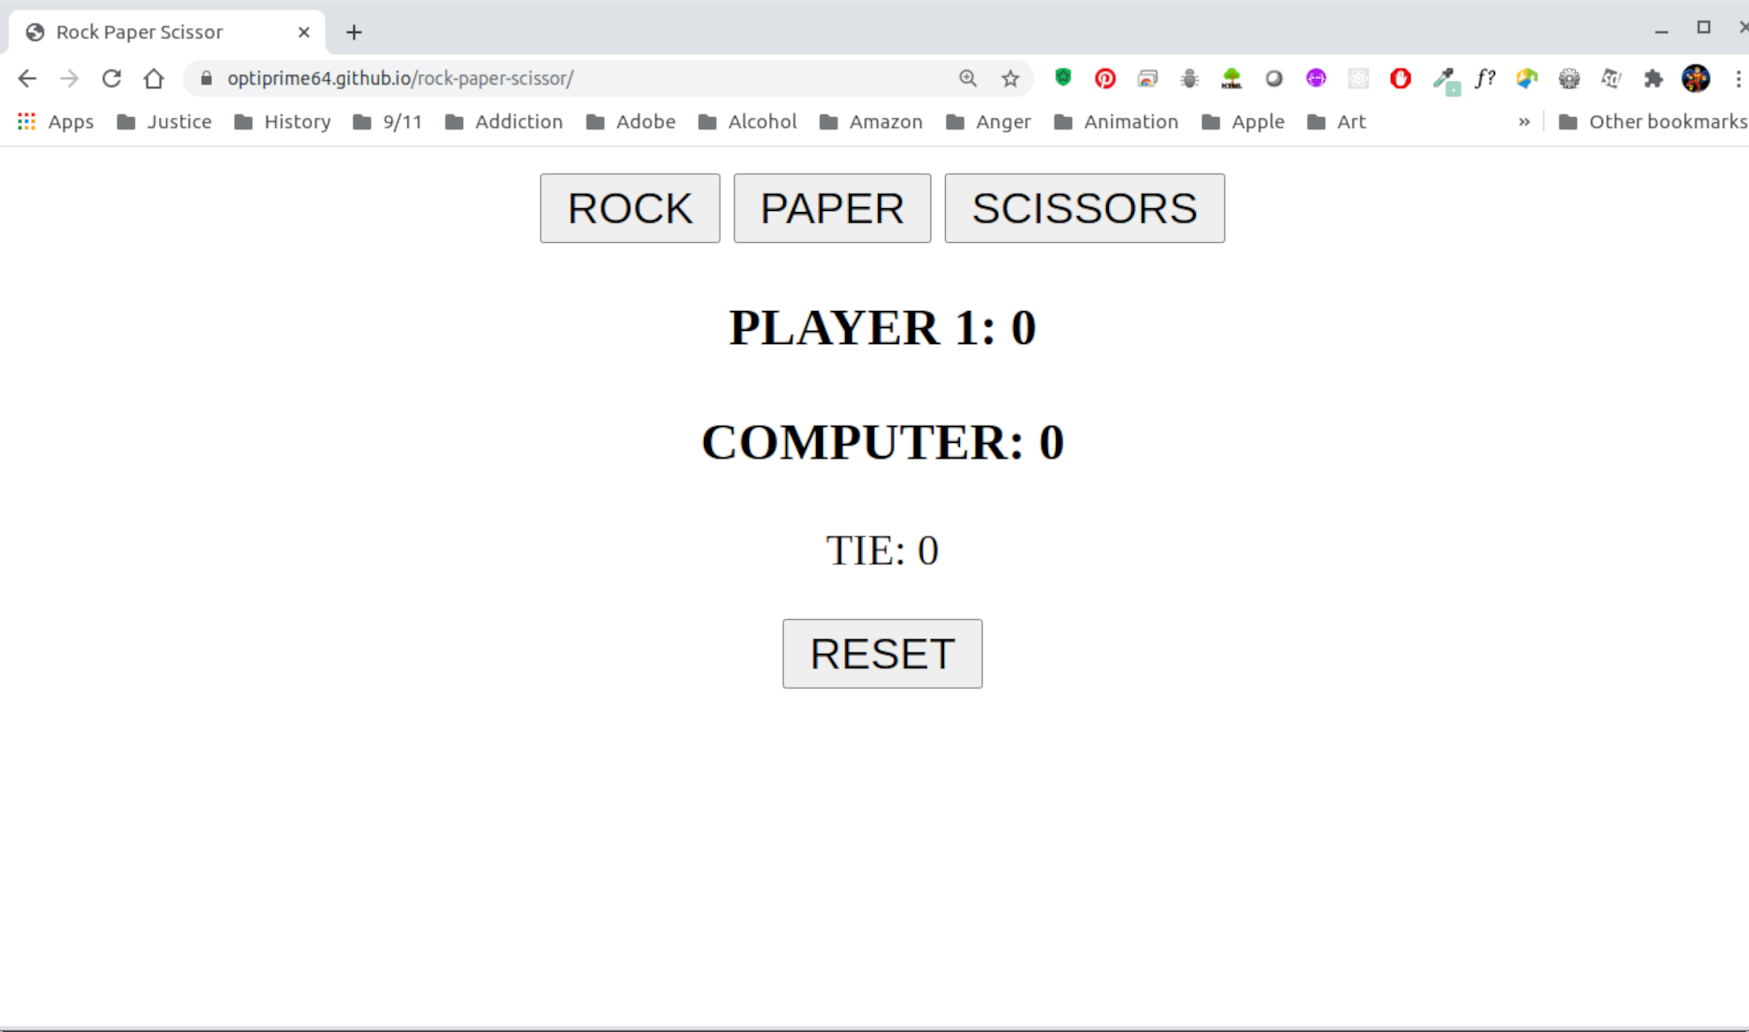 Rock Paper Scissor
optiprime64.github.io/rock-paper-scissor/
f?
Apps Justice History 9/11 Addiction Adobe Alcohol Amazon Anger Animation Apple Art » Other bookmarks
ROCK PAPER SCISSORS
PLAYER 1: 0
COMPUTER: 0
TIE: 0
RESET